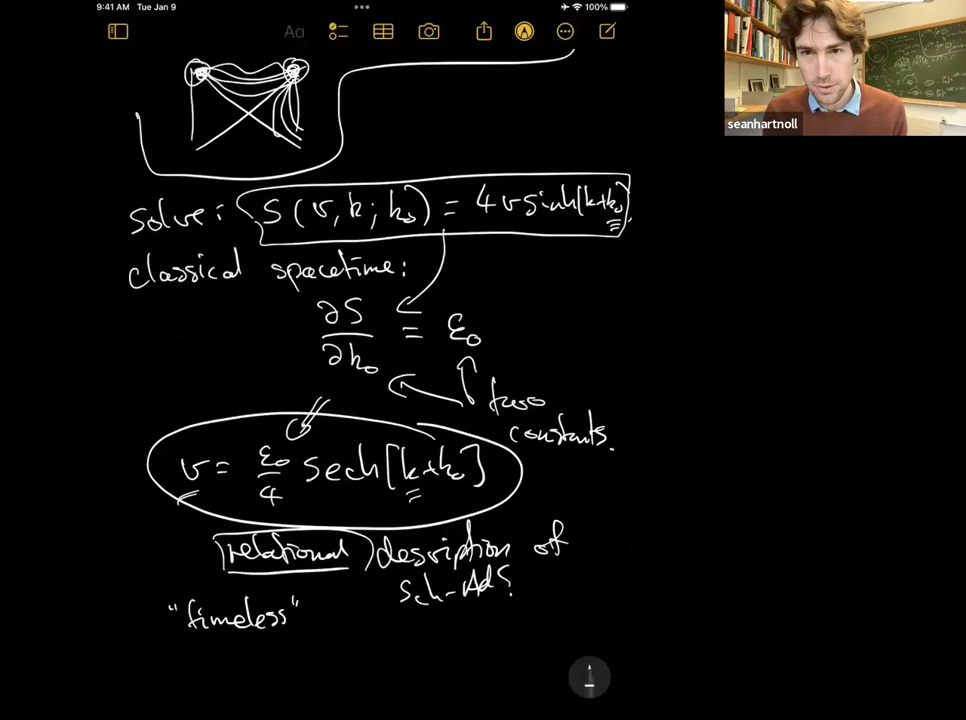 9:41 AM Tue Jan 9
100%
Aa
seanhartnoll
solve: S(v, k; k₀) = 4v sinh[k+k₀]
classical spacetime:
∂S/∂k₀ = ε₀
constants.
v = ε₀/4 sech[k+k₀]
relational description of
Sch-AdS
"timeless"